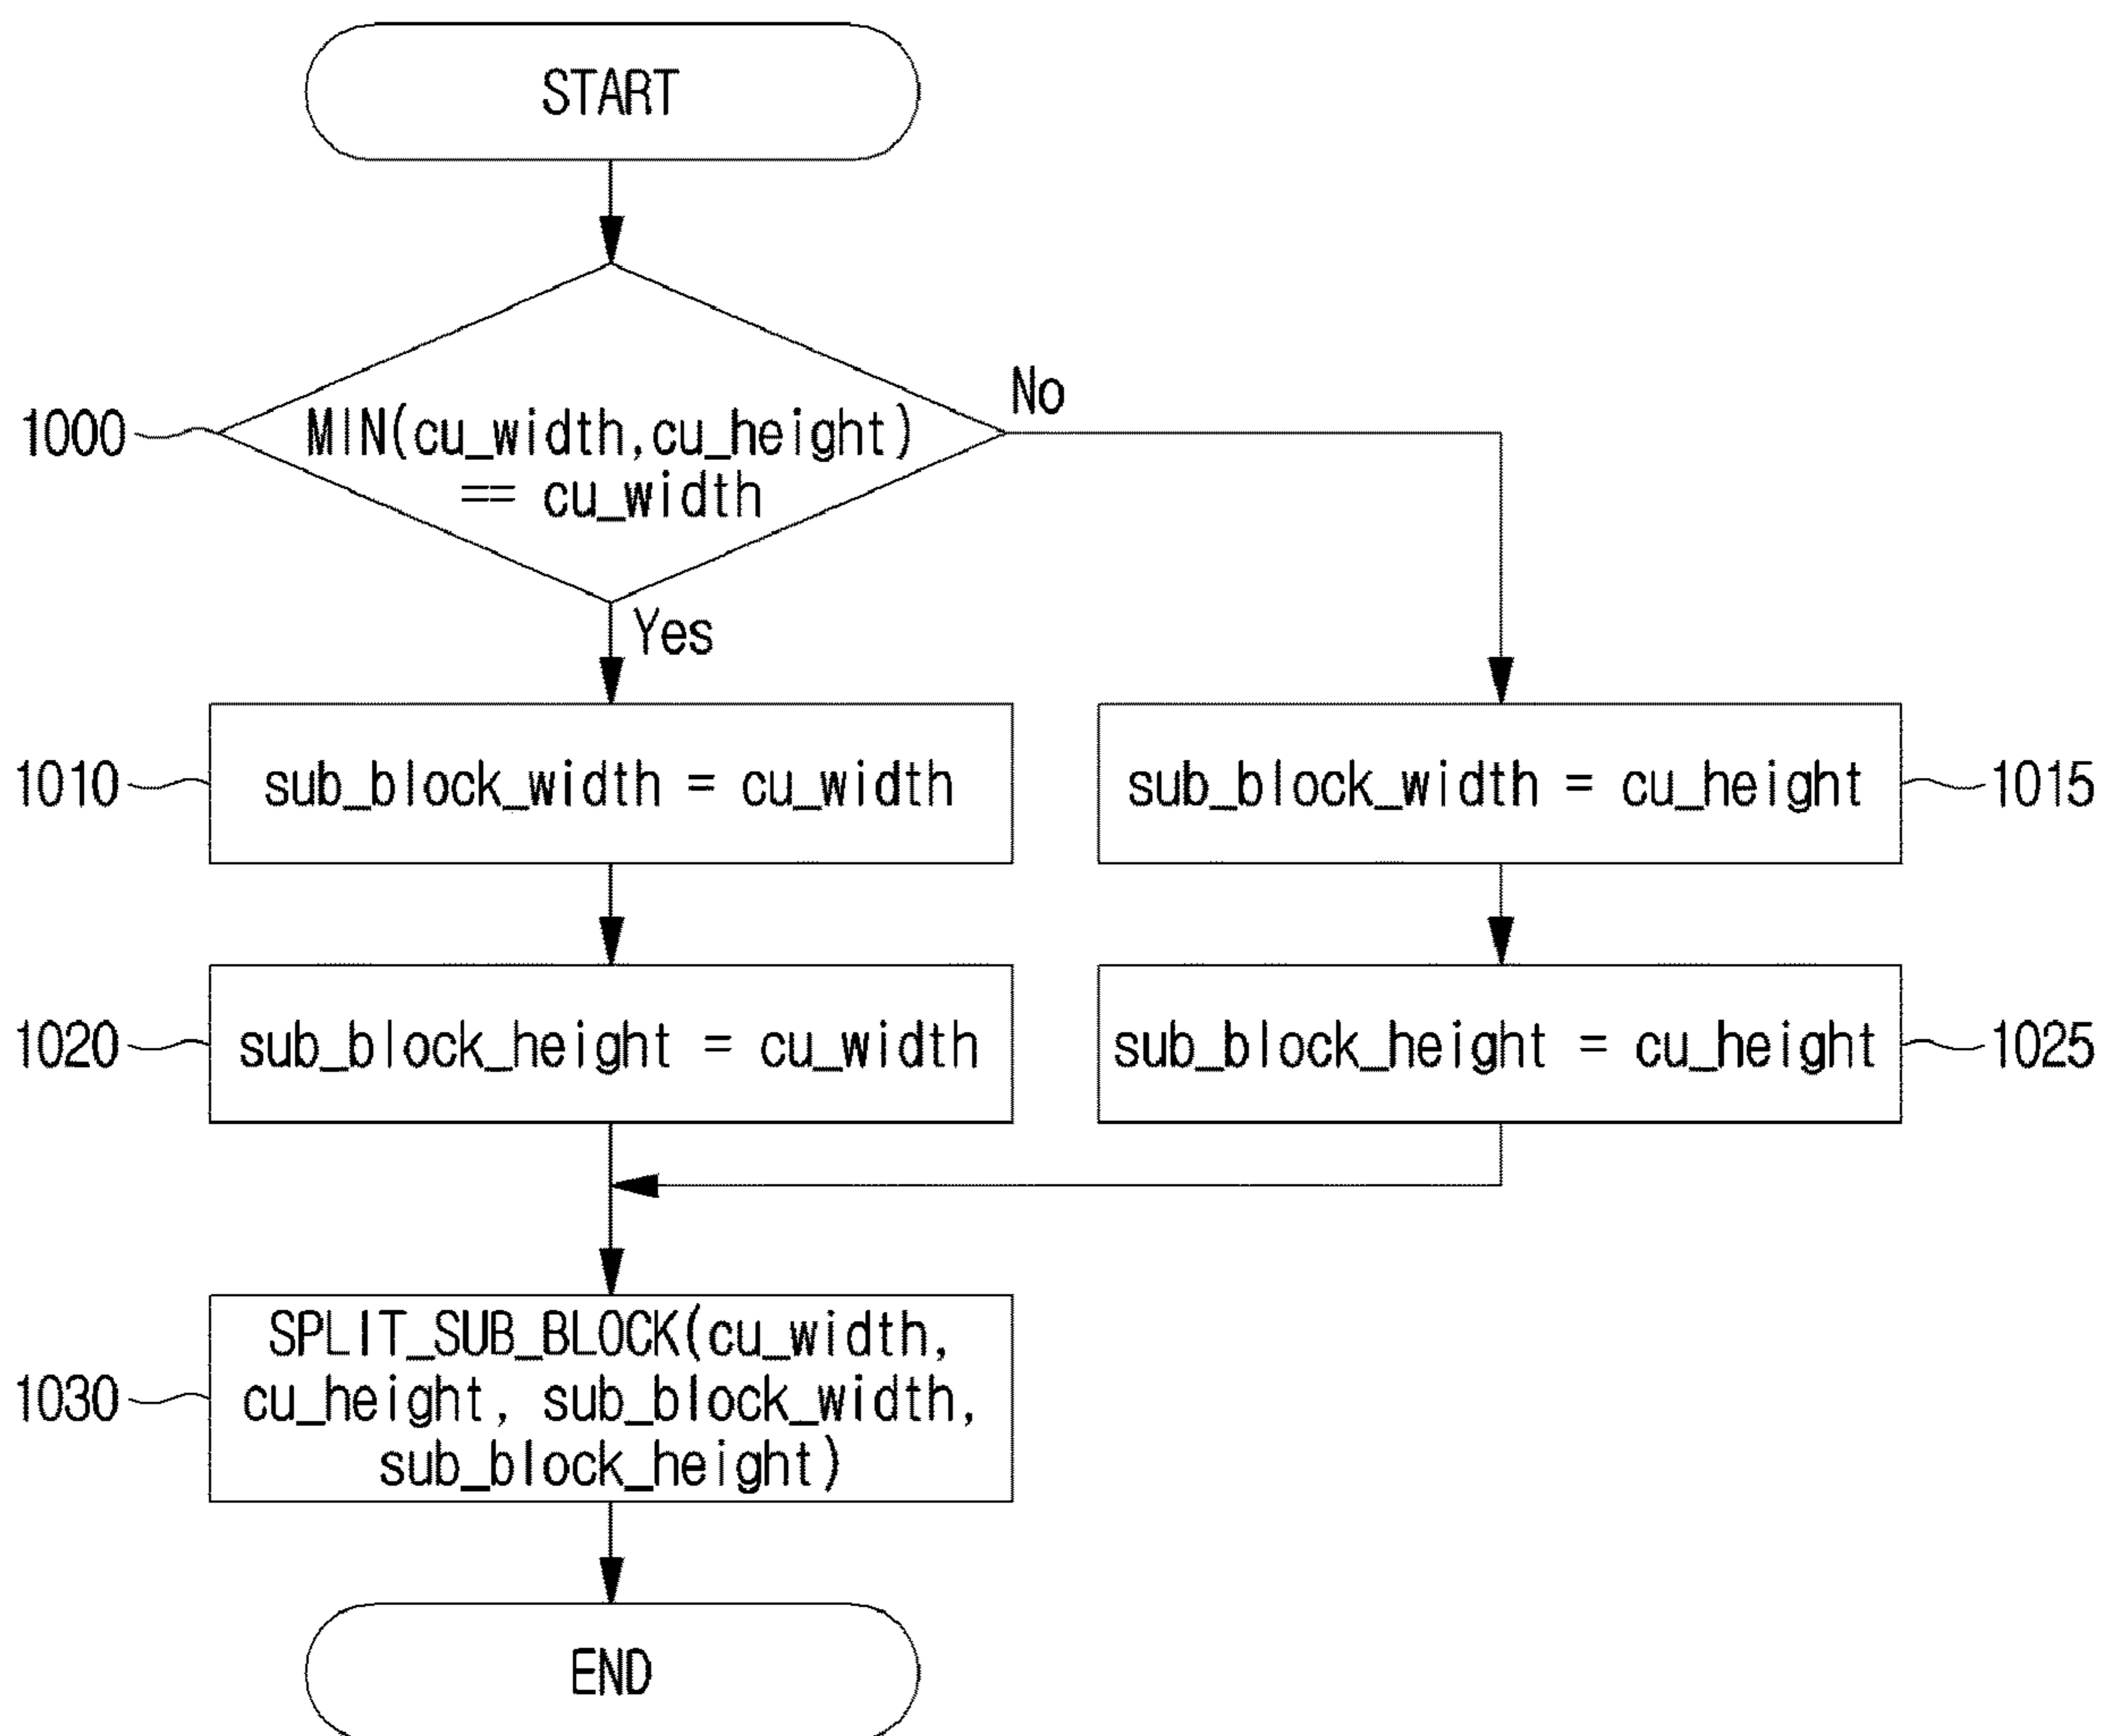 START
1000
MIN(cu_width,cu_height)
== cu_width
No
Yes
1010
sub_block_width = cu_width
sub_block_width = cu_height
1015
1020
sub_block_height = cu_width
sub_block_height = cu_height
1025
1030
SPLIT_SUB_BLOCK(cu_width,
cu_height, sub_block_width,
sub_block_height)
END